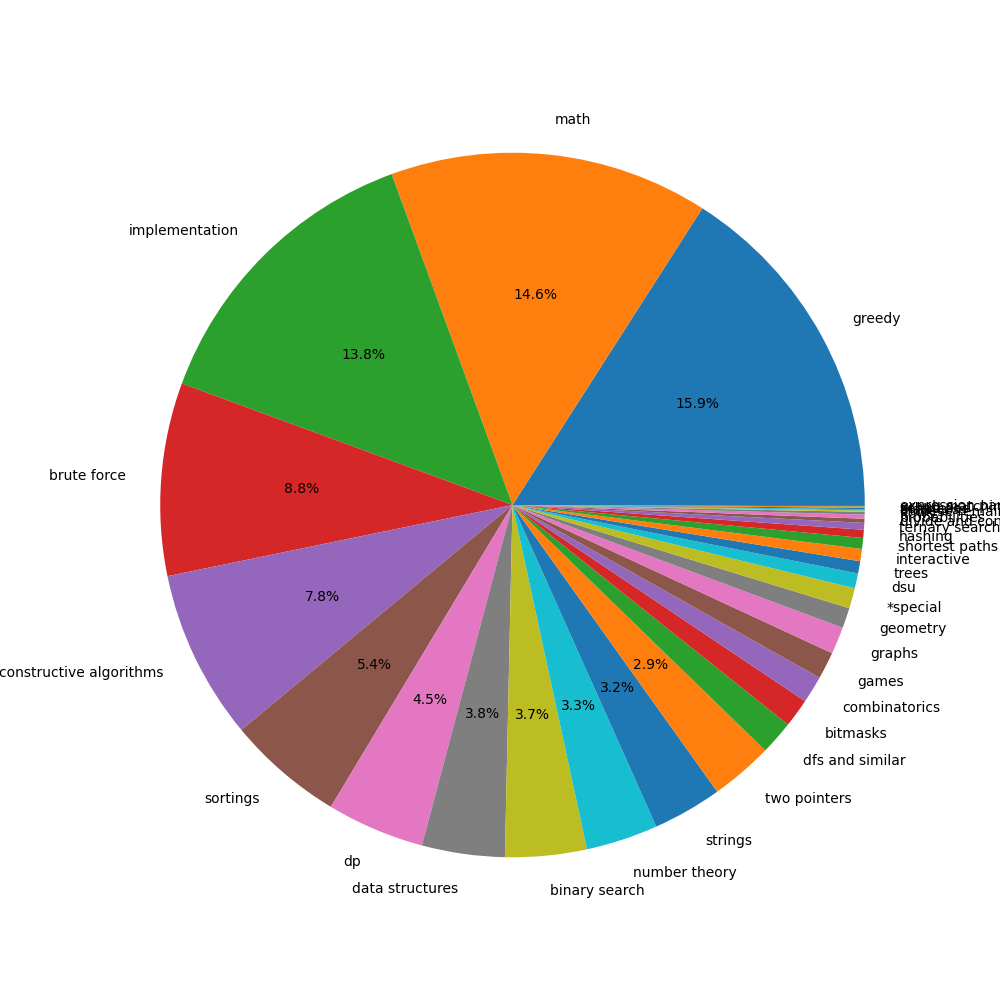 math
implementation
greedy
14.6%
13.8%
15.9%
brute force
8.8%
hashing
shortest paths
interactive
trees
dsu
*special
geometry
graphs
games
combinatorics
bitmasks
dfs and similar
two pointers
strings
number theory
binary search
data structures
dp
sortings
constructive algorithms
7.8%
5.4%
4.5%
3.8%
3.7%
3.3%
3.2%
2.9%
ternary search